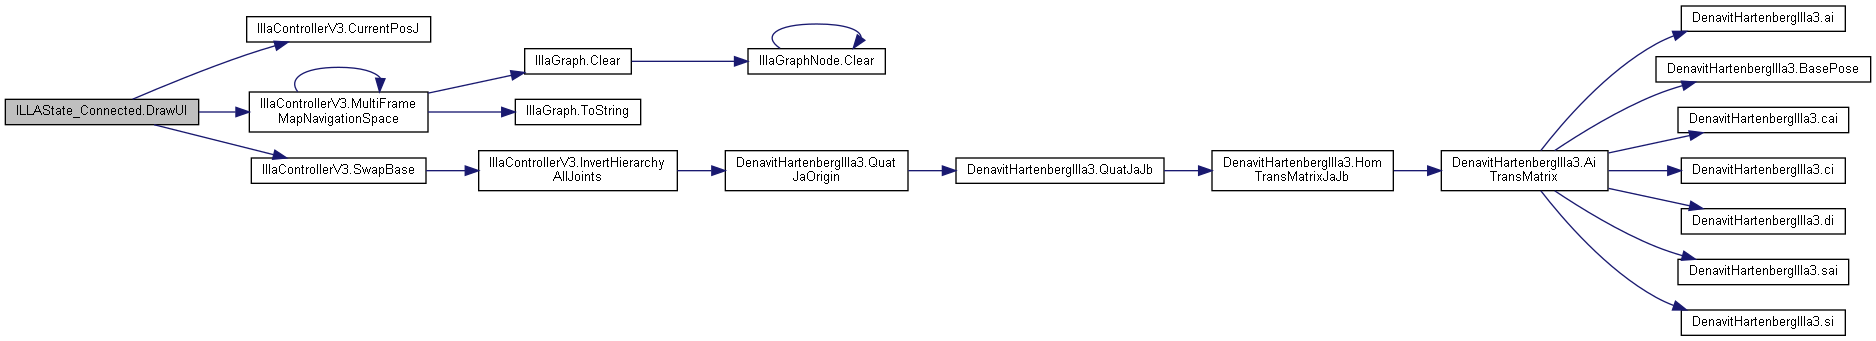 ILLAState_Connected.DrawUI
IllaControllerV3.CurrentPosJ
IllaControllerV3.MultiFrame
MapNavigationSpace
IllaControllerV3.SwapBase
IllaGraph.Clear
IllaGraph.ToString
IllaGraphNode.Clear
IllaControllerV3.InvertHierarchy
AllJoints
DenavitHartenbergIlla3.Quat
JaOrigin
DenavitHartenbergIlla3.QuatJaJb
DenavitHartenbergIlla3.Hom
TransMatrixJaJb
DenavitHartenbergIlla3.Ai
TransMatrix
DenavitHartenbergIlla3.ai
DenavitHartenbergIlla3.BasePose
DenavitHartenbergIlla3.cai
DenavitHartenbergIlla3.ci
DenavitHartenbergIlla3.di
DenavitHartenbergIlla3.sai
DenavitHartenbergIlla3.si